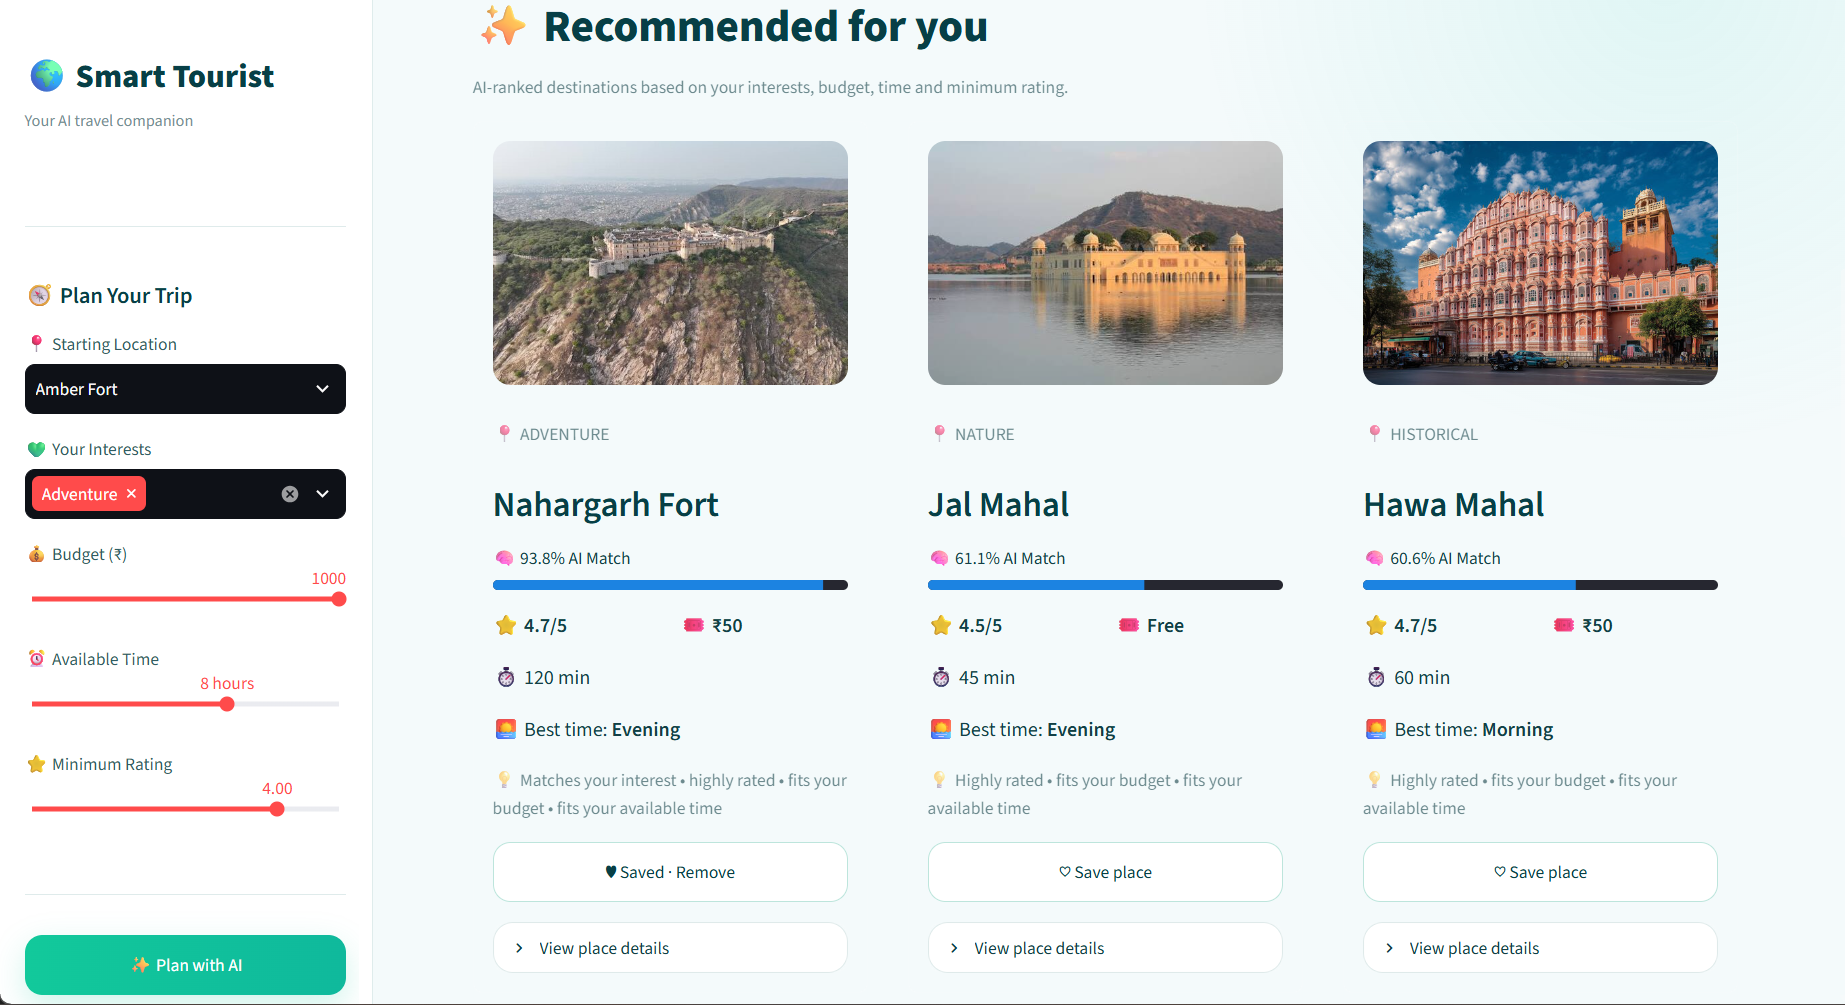 Smart Tourist
Your AI travel companion
Plan Your Trip
Starting Location
Amber Fort
Your Interests
Adventure ×
Budget (₹)
1000
Available Time
8 hours
Minimum Rating
4.00
Plan with AI
Recommended for you
AI-ranked destinations based on your interests, budget, time and minimum rating.
ADVENTURE
Nahargarh Fort
93.8% AI Match
4.7/5
₹50
120 min
Best time: Evening
Matches your interest • highly rated • fits your
budget • fits your available time
Saved · Remove
View place details
NATURE
Jal Mahal
61.1% AI Match
4.5/5
Free
45 min
Best time: Evening
Highly rated • fits your budget • fits your
available time
Save place
View place details
HISTORICAL
Hawa Mahal
60.6% AI Match
4.7/5
₹50
60 min
Best time: Morning
Highly rated • fits your budget • fits your
available time
Save place
View place details